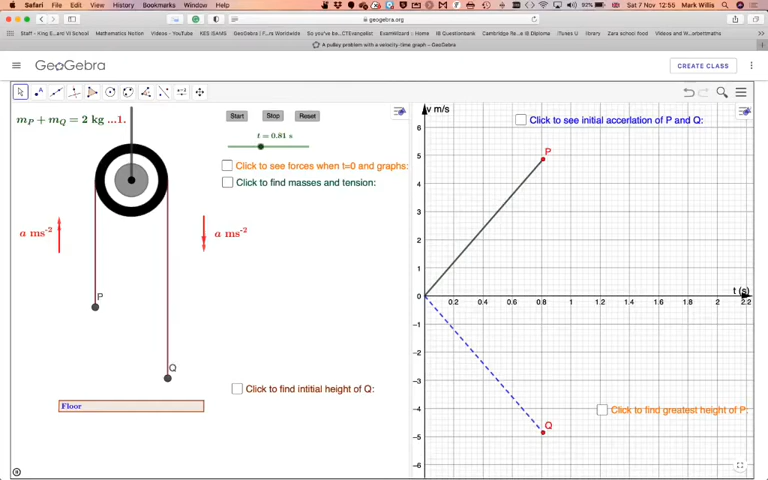 Safari File Edit View History Bookmarks Window Help
Sat 7 Nov 12:55 Mark Willis
geogebra.org
A pulley problem with a velocity-time graph – GeoGebra
GeoGebra
CREATE CLASS
mP + mQ = 2 kg ...1.
Start Stop Reset
t = 0.81 s
Click to see forces when t=0 and graphs:
Click to find masses and tension:
a ms-2
a ms-2
P
Q
Click to find intitial height of Q:
Floor
v m/s
Click to see initial accerlation of P and Q:
6
5
P
4
3
2
1
t (s)
0
0.2 0.4 0.6 0.8 1 1.2 1.4 1.6 1.8 2 2.2
−1
−2
−3
−4
Click to find greatest height of P:
Q
−5
−6